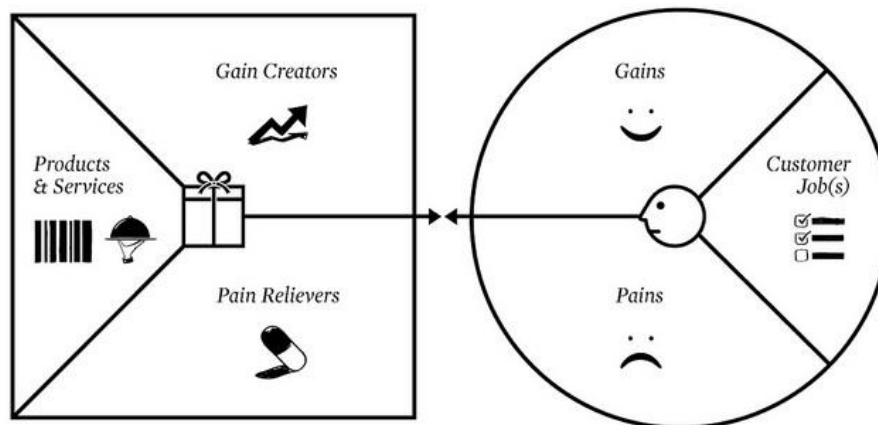 Gain Creators
Gains
Products
& Services
Customer
Job(s)
Pain Relievers
Pains